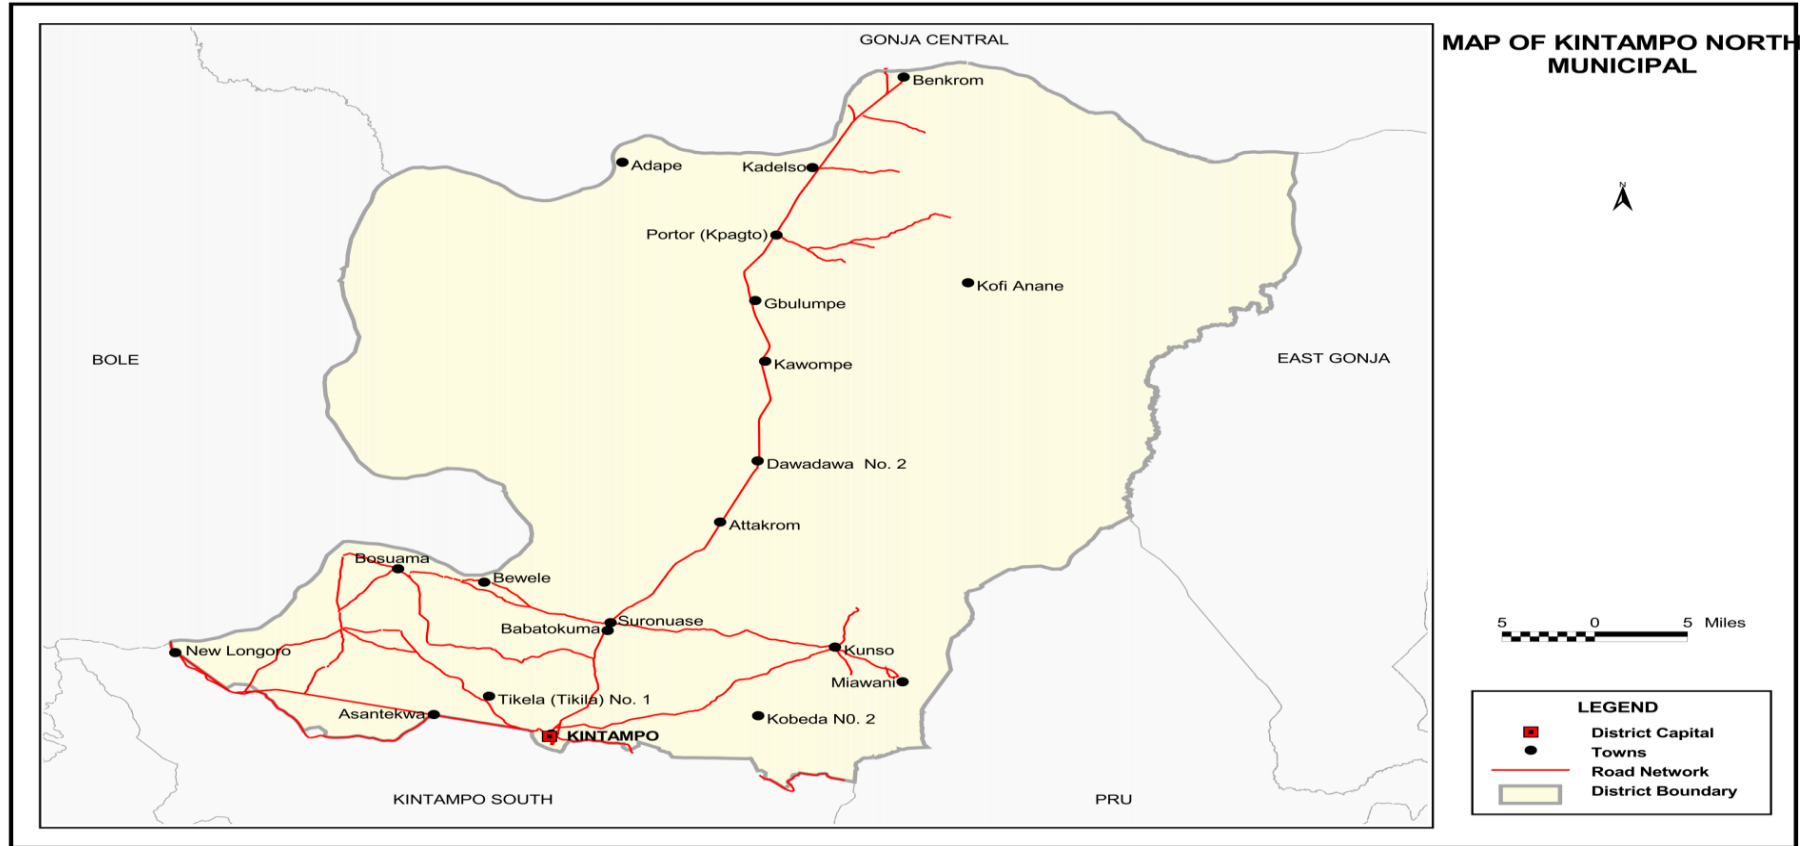 GONJA CENTRAL
MAP OF KINTAMPO NORTH
MUNICIPAL
Benkrom
Adape
Kadelso
N
Portor (Kpagto)
Kofi Anane
Gbulumpe
BOLE
Kawompe
EAST GONJA
Dawadawa No. 2
Attakrom
Bosuama
Bewele
Suronuase
Babatokuma
5 0 5 Miles
New Longoro
Kunso
Miawani
Tikela (Tikila) No. 1
Asantekwa
Kobeda N0. 2
KINTAMPO
KINTAMPO SOUTH
PRU
LEGEND
District Capital
Towns
Road Network
District Boundary